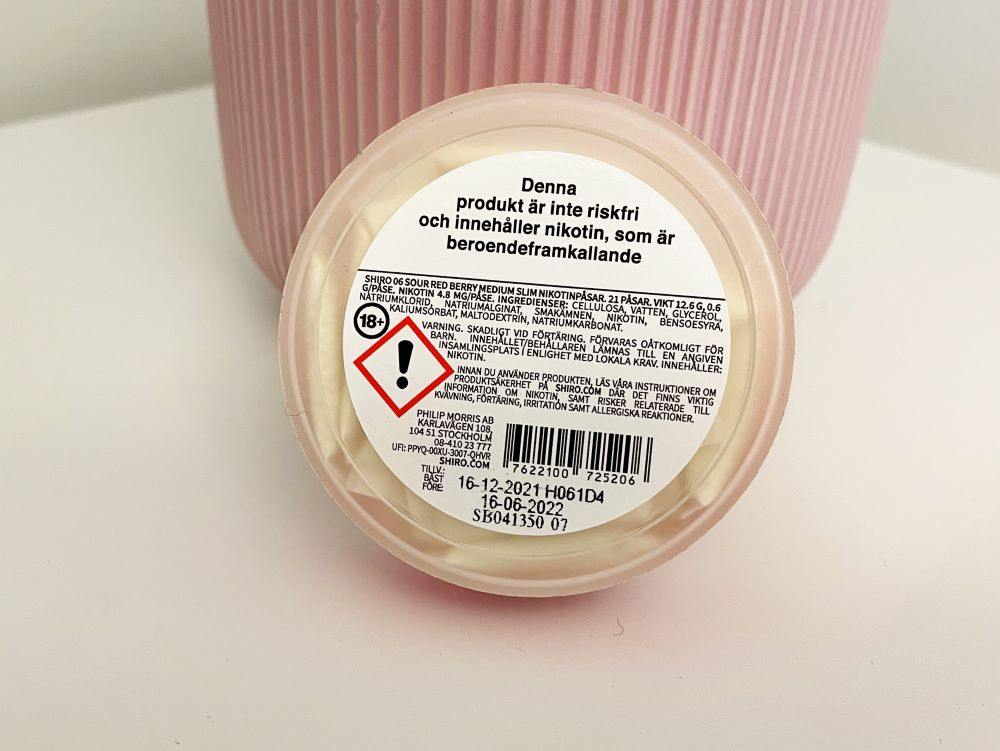 Denna
produkt är inte riskfri
och innehåller nikotin, som är
beroendeframkallande
SHIRO 06 SOUR RED BERRY MEDIUM SLIM NIKOTINPÅSAR. 21 PÅSAR. VIKT 12.6 G, 0.6
G/PÅSE. NIKOTIN 4.8 MG/PÅSE. INGREDIENSER: CELLULOSA, VATTEN, GLYCEROL,
NATRIUMKLORID, NATRIUMALGINAT, SMAKÄMNEN, NIKOTIN, BENSOESYRA,
KALIUMSORBAT, MALTODEXTRIN, NATRIUMKARBONAT.
18+
VARNING. SKADLIGT VID FÖRTÄRING. FÖRVARAS OÅTKOMLIGT FÖR
BARN. INNEHÅLLET/BEHÅLLAREN LÄMNAS TILL EN ANGIVEN
INSAMLINGSPLATS I ENLIGHET MED LOKALA KRAV. INNEHÅLLER:
NIKOTIN.
INNAN DU ANVÄNDER PRODUKTEN, LÄS VÅRA INSTRUKTIONER OM
PRODUKTSÄKERHET PÅ SHIRO.COM DÄR DET FINNS VIKTIG
INFORMATION OM NIKOTIN, SAMT RISKER RELATERADE TILL
KVÄVNING, FÖRTÄRING, IRRITATION SAMT ALLERGISKA REAKTIONER.
PHILIP MORRIS AB
KARLAVÄGEN 108,
104 51 STOCKHOLM
08-410 23 777
UFI: PPYQ-00XU-3007-QHVR
SHIRO.COM
7622100 725206
TILLV.:
BÄST
FÖRE:
16-12-2021 H061D4
16-06-2022
SB041350 07